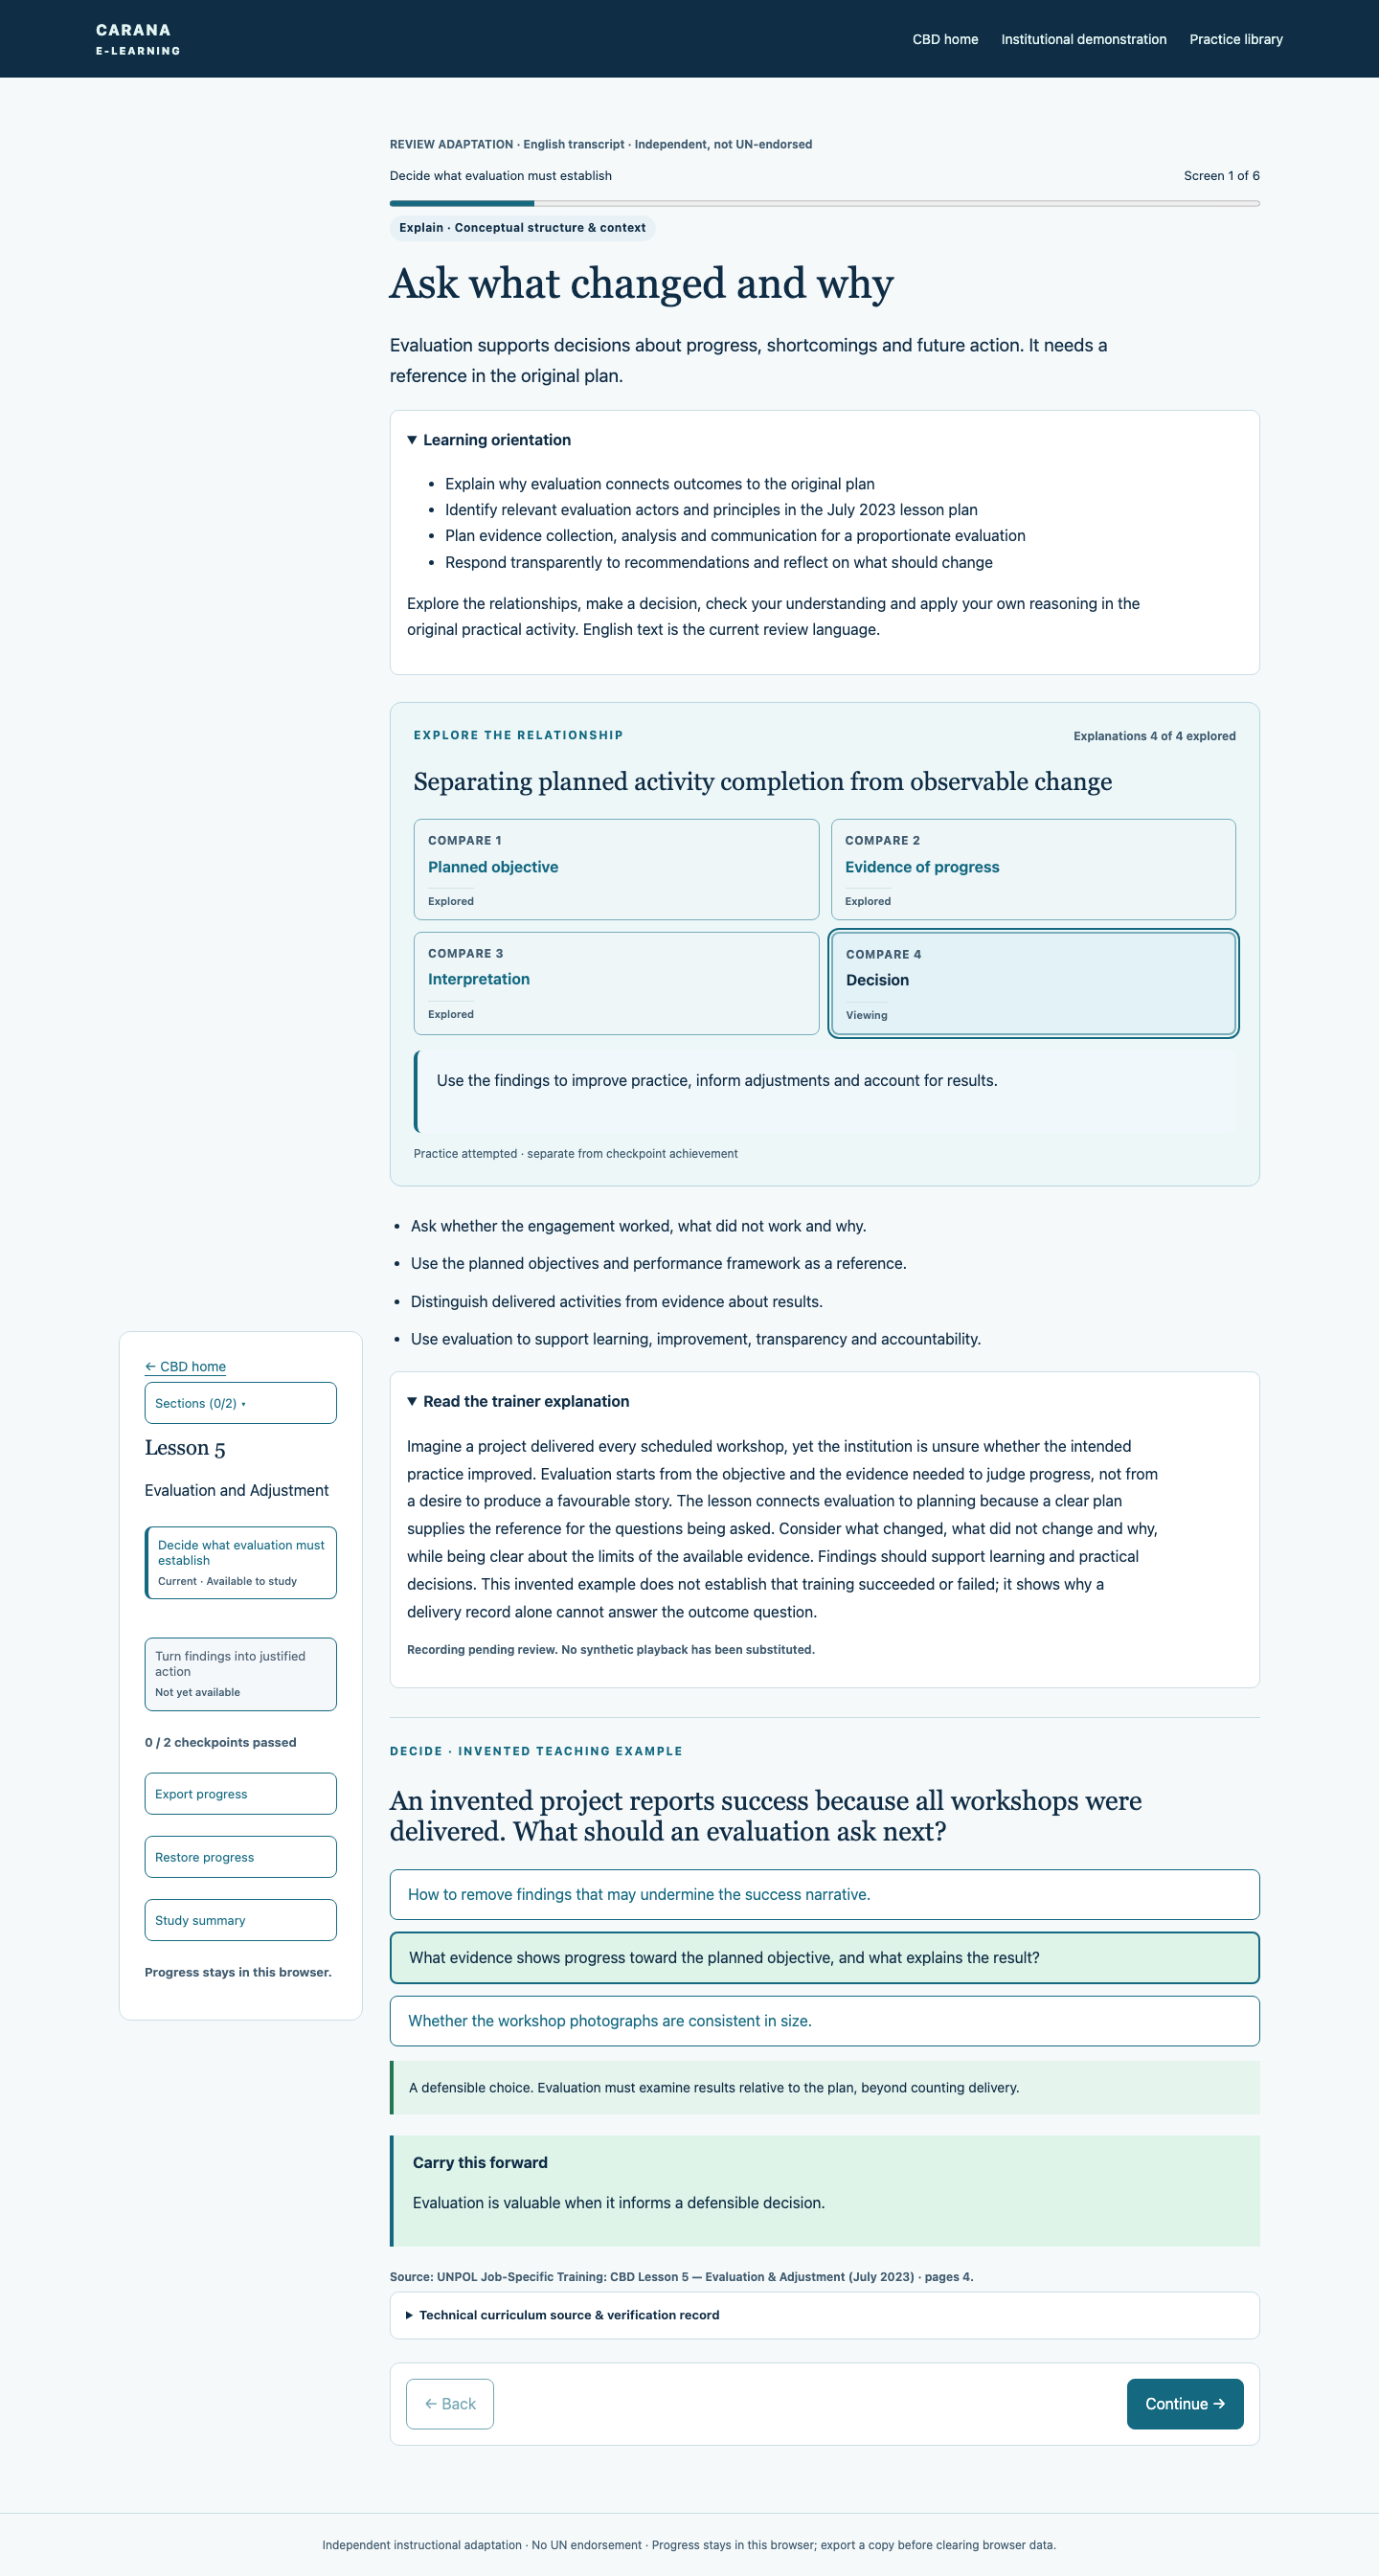 CARANA
E-LEARNING
CBD home
Institutional demonstration
Practice library
REVIEW ADAPTATION · English transcript · Independent, not UN-endorsed
Decide what evaluation must establish
Screen 1 of 6
Explain · Conceptual structure & context
Ask what changed and why
Evaluation supports decisions about progress, shortcomings and future action. It needs a
reference in the original plan.
▼ Learning orientation
• Explain why evaluation connects outcomes to the original plan
• Identify relevant evaluation actors and principles in the July 2023 lesson plan
• Plan evidence collection, analysis and communication for a proportionate evaluation
• Respond transparently to recommendations and reflect on what should change
Explore the relationships, make a decision, check your understanding and apply your own reasoning in the
original practical activity. English text is the current review language.
EXPLORE THE RELATIONSHIP
Explanations 4 of 4 explored
Separating planned activity completion from observable change
COMPARE 1
Planned objective
Explored
COMPARE 2
Evidence of progress
Explored
COMPARE 3
Interpretation
Explored
COMPARE 4
Decision
Viewing
Use the findings to improve practice, inform adjustments and account for results.
Practice attempted · separate from checkpoint achievement
• Ask whether the engagement worked, what did not work and why.
• Use the planned objectives and performance framework as a reference.
• Distinguish delivered activities from evidence about results.
• Use evaluation to support learning, improvement, transparency and accountability.
← CBD home
Sections (0/2) ▾
Lesson 5
Evaluation and Adjustment
Decide what evaluation must
establish
Current · Available to study
Turn findings into justified
action
Not yet available
0 / 2 checkpoints passed
Export progress
Restore progress
Study summary
Progress stays in this browser.
▼ Read the trainer explanation
Imagine a project delivered every scheduled workshop, yet the institution is unsure whether the intended
practice improved. Evaluation starts from the objective and the evidence needed to judge progress, not from
a desire to produce a favourable story. The lesson connects evaluation to planning because a clear plan
supplies the reference for the questions being asked. Consider what changed, what did not change and why,
while being clear about the limits of the available evidence. Findings should support learning and practical
decisions. This invented example does not establish that training succeeded or failed; it shows why a
delivery record alone cannot answer the outcome question.
Recording pending review. No synthetic playback has been substituted.
DECIDE · INVENTED TEACHING EXAMPLE
An invented project reports success because all workshops were
delivered. What should an evaluation ask next?
How to remove findings that may undermine the success narrative.
What evidence shows progress toward the planned objective, and what explains the result?
Whether the workshop photographs are consistent in size.
A defensible choice. Evaluation must examine results relative to the plan, beyond counting delivery.
Carry this forward
Evaluation is valuable when it informs a defensible decision.
Source: UNPOL Job-Specific Training: CBD Lesson 5 — Evaluation & Adjustment (July 2023) · pages 4.
▶ Technical curriculum source & verification record
← Back
Continue →
Independent instructional adaptation · No UN endorsement · Progress stays in this browser; export a copy before clearing browser data.